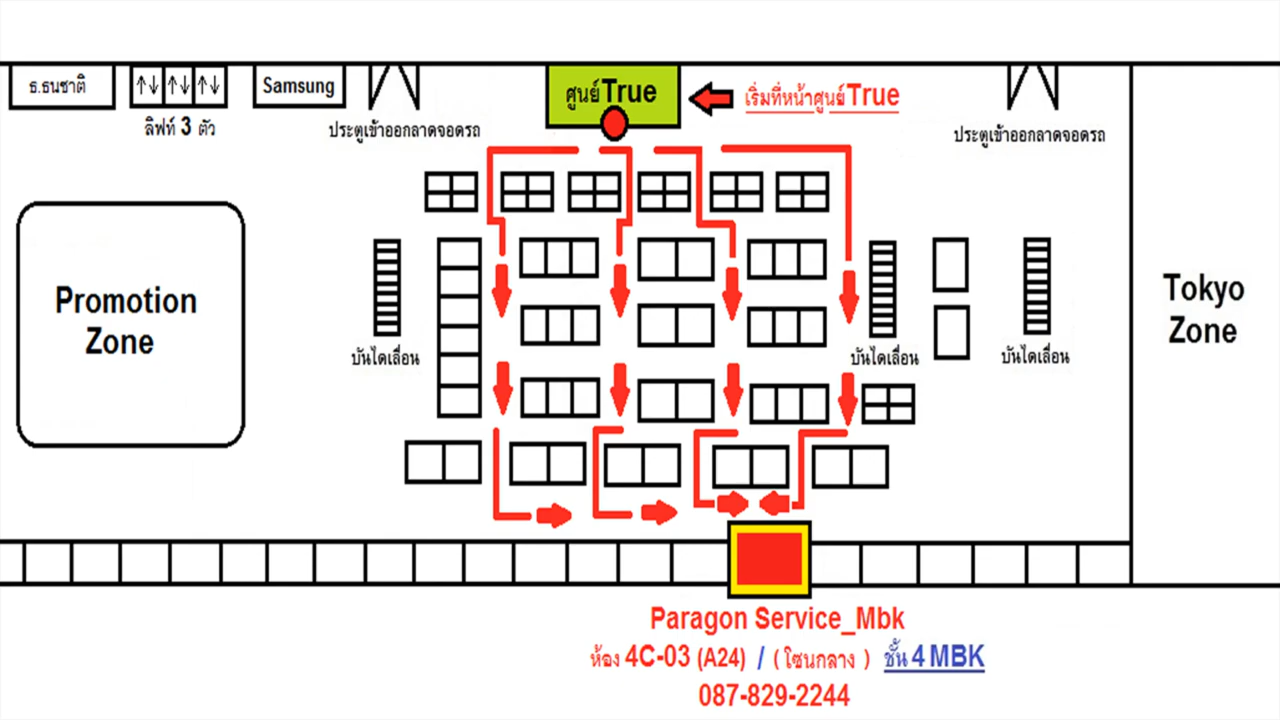 ธ.ธนชาติ
ลิฟท์ 3 ตัว
Samsung
ประตูเข้าออกลาดจอดรถ
ศูนย์True
เริ่มที่หน้าศูนย์True
ประตูเข้าออกลาดจอดรถ
Promotion
Zone
บันไดเลื่อน
บันไดเลื่อน
บันไดเลื่อน
Tokyo
Zone
Paragon Service_Mbk
ห้อง 4C-03 (A24) / ( โซนกลาง ) ชั้น 4 MBK
087-829-2244